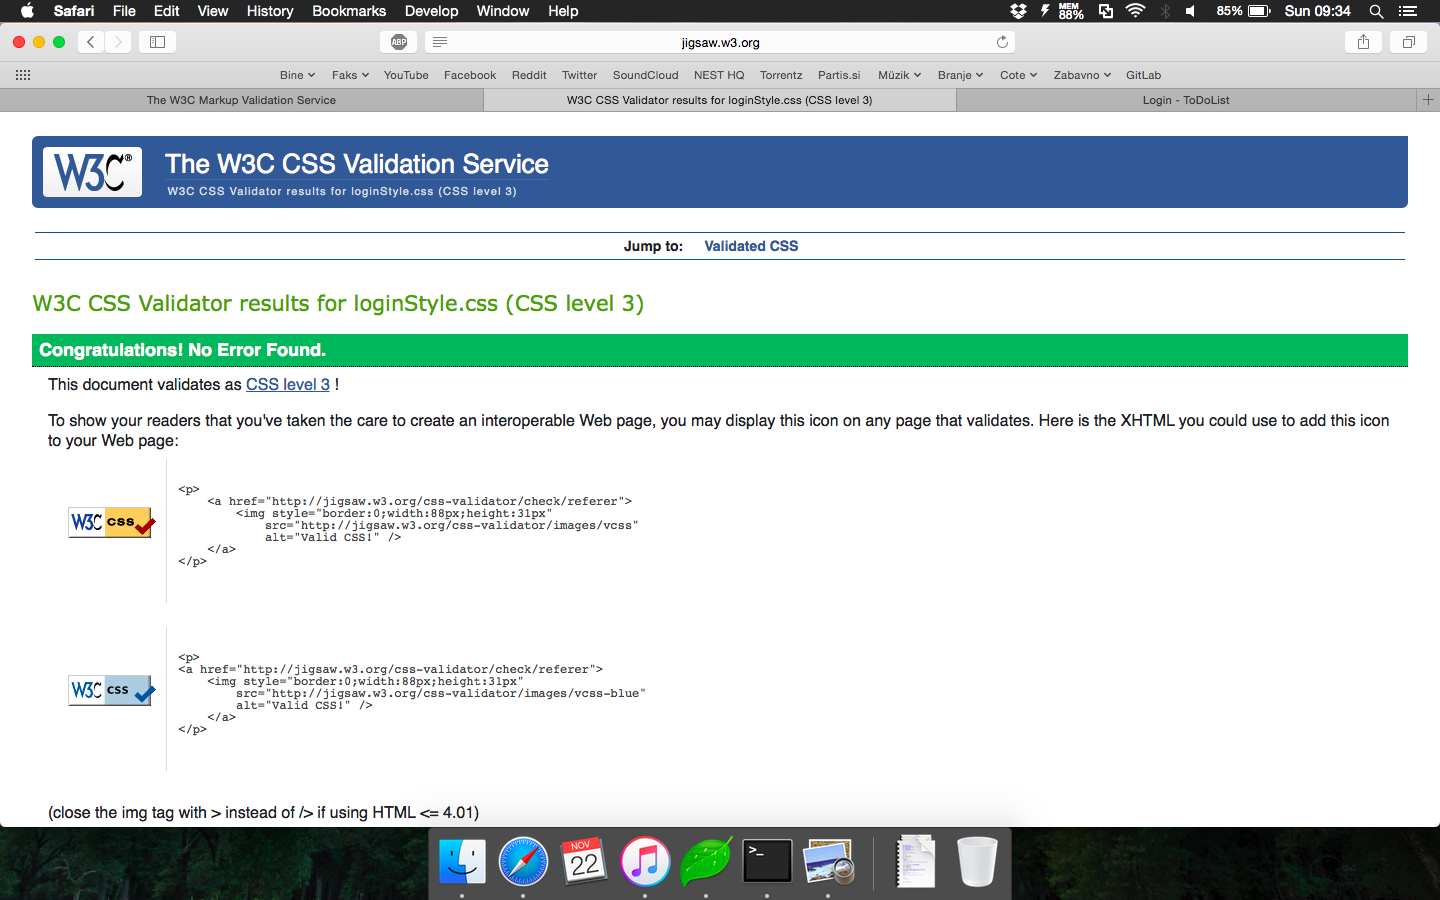 Safari File Edit View History Bookmarks Develop Window Help MEM 88% 85% Sun 09:34
ABP jigsaw.w3.org
Bine Faks YouTube Facebook Reddit Twitter SoundCloud NEST HQ Torrentz Partis.si Müzik Branje Cote Zabavno GitLab
The W3C Markup Validation Service W3C CSS Validator results for loginStyle.css (CSS level 3) Login - ToDoList
W3C® The W3C CSS Validation Service
W3C CSS Validator results for loginStyle.css (CSS level 3)
Jump to: Validated CSS
W3C CSS Validator results for loginStyle.css (CSS level 3)
Congratulations! No Error Found.
This document validates as CSS level 3 !
To show your readers that you've taken the care to create an interoperable Web page, you may display this icon on any page that validates. Here is the XHTML you could use to add this icon
to your Web page:
W3C css
<p>
<a href="http://jigsaw.w3.org/css-validator/check/referer">
<img style="border:0;width:88px;height:31px"
src="http://jigsaw.w3.org/css-validator/images/vcss"
alt="Valid CSS!" />
</a>
</p>
W3C css
<p>
<a href="http://jigsaw.w3.org/css-validator/check/referer">
<img style="border:0;width:88px;height:31px"
src="http://jigsaw.w3.org/css-validator/images/vcss-blue"
alt="Valid CSS!" />
</a>
</p>
(close the img tag with > instead of /> if using HTML <= 4.01)
NOV
22
>_